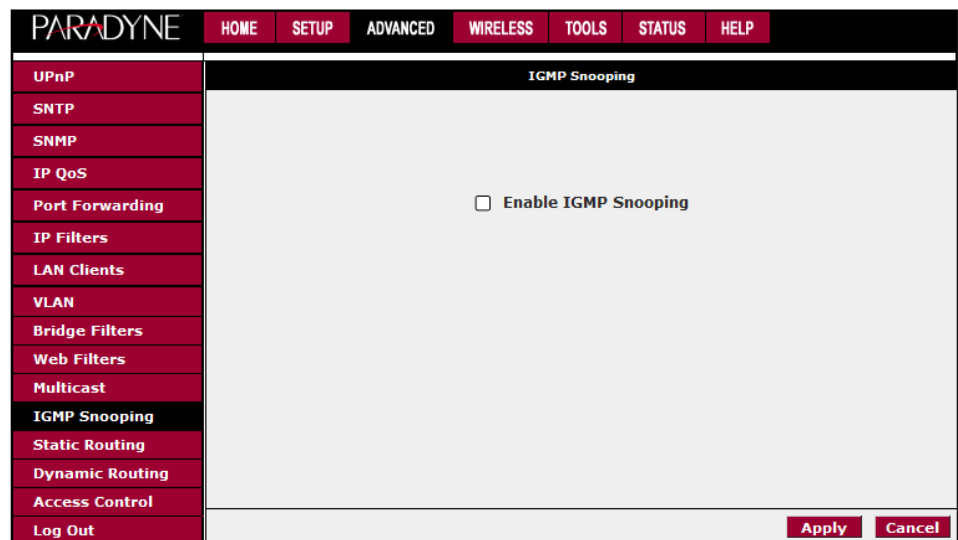 PARADYNE
HOME SETUP ADVANCED WIRELESS TOOLS STATUS HELP
UPnP
SNTP
SNMP
IP QoS
Port Forwarding
IP Filters
LAN Clients
VLAN
Bridge Filters
Web Filters
Multicast
IGMP Snooping
Static Routing
Dynamic Routing
Access Control
Log Out
IGMP Snooping
Enable IGMP Snooping
Apply Cancel